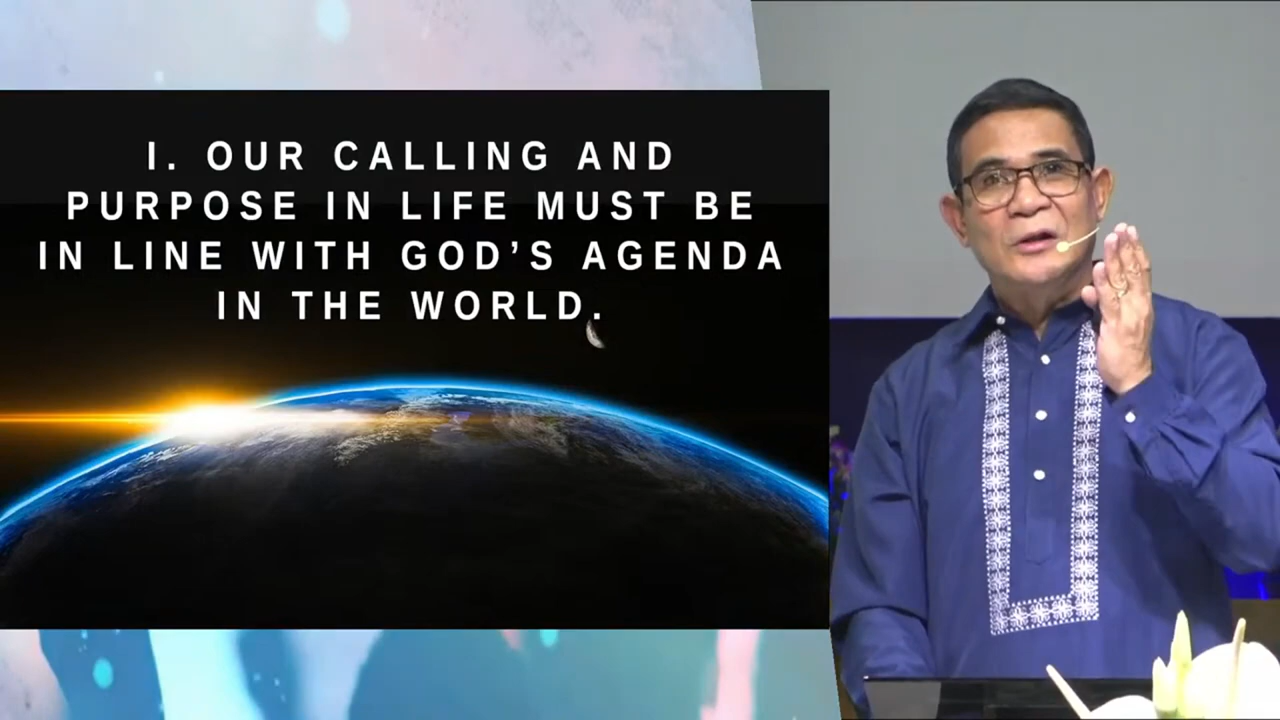 I. OUR CALLING AND
PURPOSE IN LIFE MUST BE
IN LINE WITH GOD’S AGENDA
IN THE WORLD.